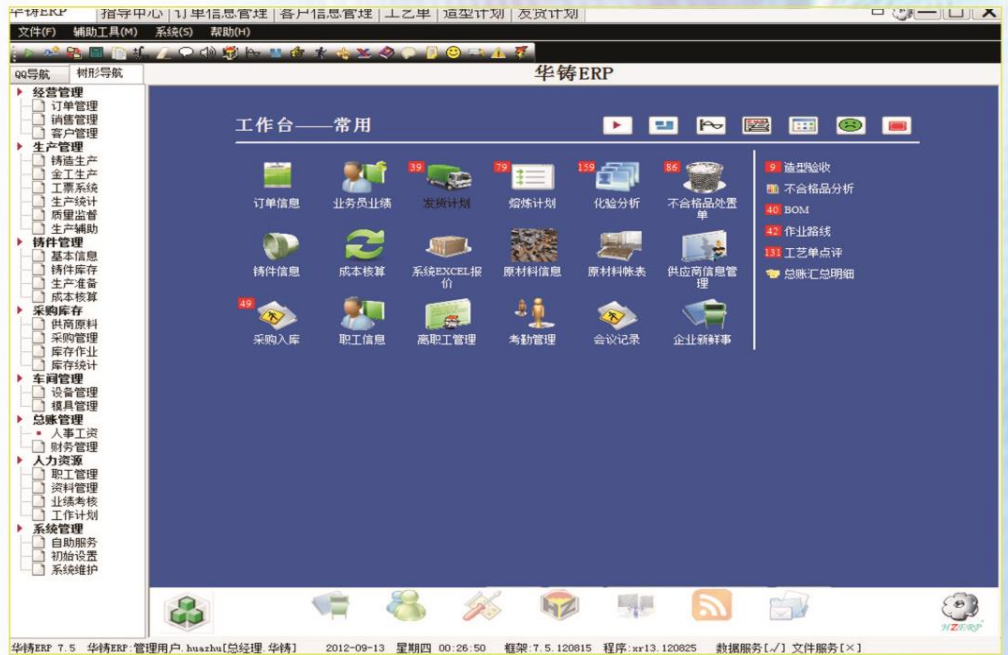 华铸ERP 指导中心 订单信息管理 客户信息管理 工艺单 造型计划 发货计划
文件(F) 辅助工具(M) 系统(S) 帮助(H)
QQ导航 树形导航
华铸ERP
经营管理
订单管理
销售管理
客户管理
生产管理
铸造生产
金工生产
工票系统
生产统计
质量监督
生产辅助
铸件管理
基本信息
铸件库存
生产准备
成本核算
采购库存
供商原料
采购管理
库存作业
库存统计
车间管理
设备管理
模具管理
总账管理
人事工资
财务管理
人力资源
职工管理
资料管理
业绩考核
工作计划
系统管理
自助服务
初始设置
系统维护
工作台——常用
39 79 159 86
订单信息 业务员业绩 发货计划 熔炼计划 化验分析 不合格品处置单
铸件信息 成本核算 系统EXCEL报价 原材料信息 原材料帐表 供应商信息管理
49
采购入库 职工信息 离职工管理 考勤管理 会议记录 企业新鲜事
9 造型验收
不合格品分析
40 BOM
42 作业路线
131 工艺单点评
总账汇总明细
HZ
HZERP
华铸ERP 7.5 华铸ERP:管理用户.huazhu[总经理.华铸] 2012-09-13 星期四 00:26:50 框架:7.5.120815 程序:xr13.120825 数据服务[√] 文件服务[×]